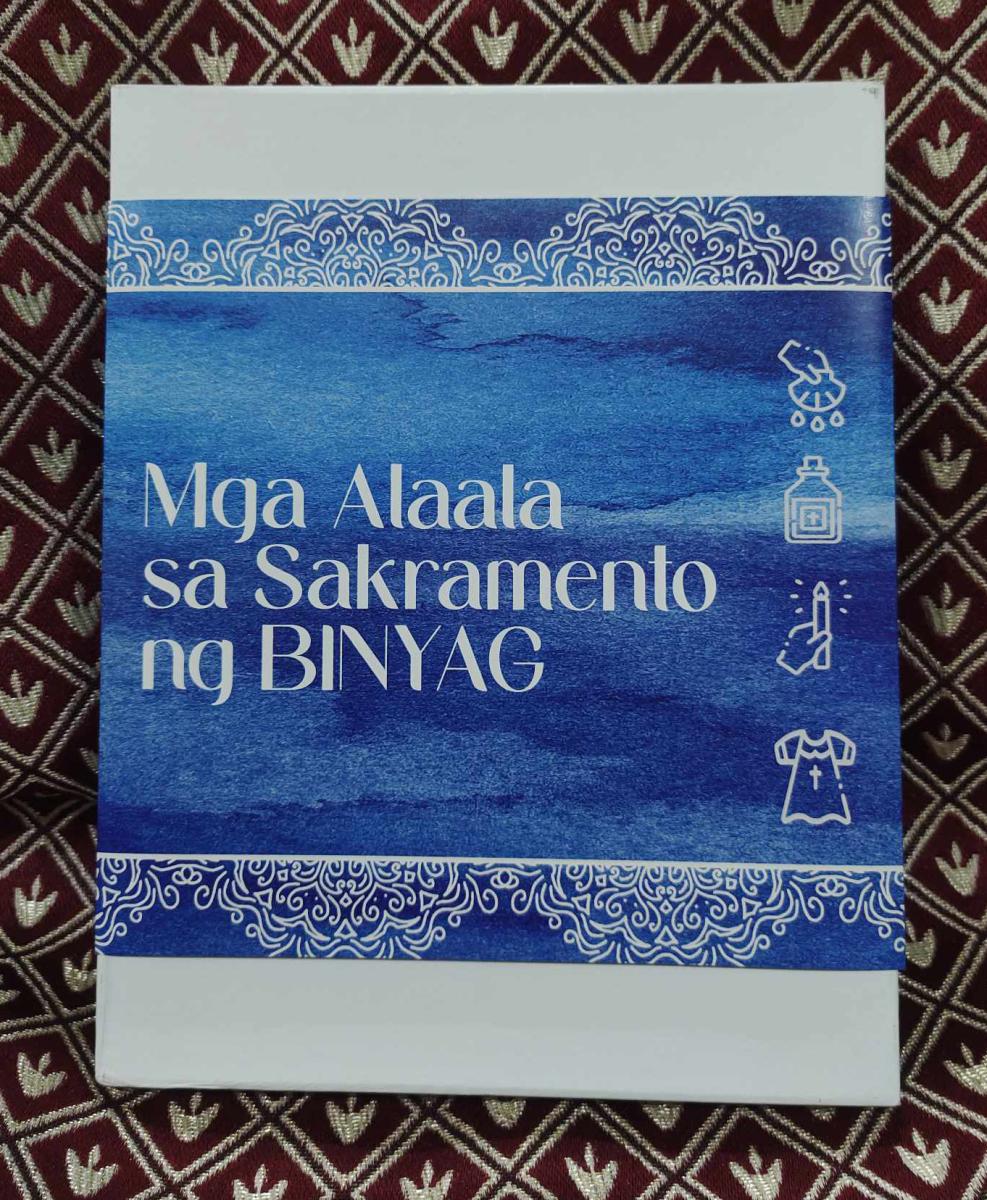 Mga Alaala
sa Sakramento
ng BINYAG